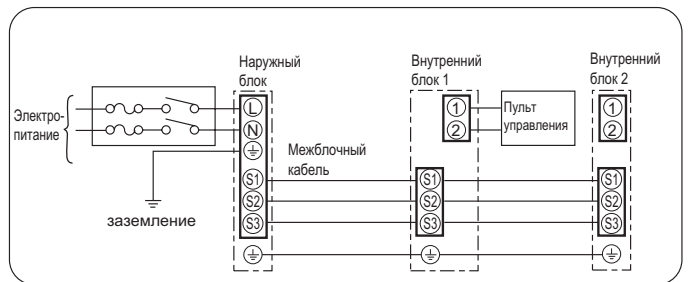 Наружный
блок
Внутренний
блок 1
Внутренний
блок 2
Электро-
питание
L
N
заземление
Межблочный
кабель
S1
S2
S3
1
2
Пульт
управления
S1
S2
S3
1
2
S1
S2
S3